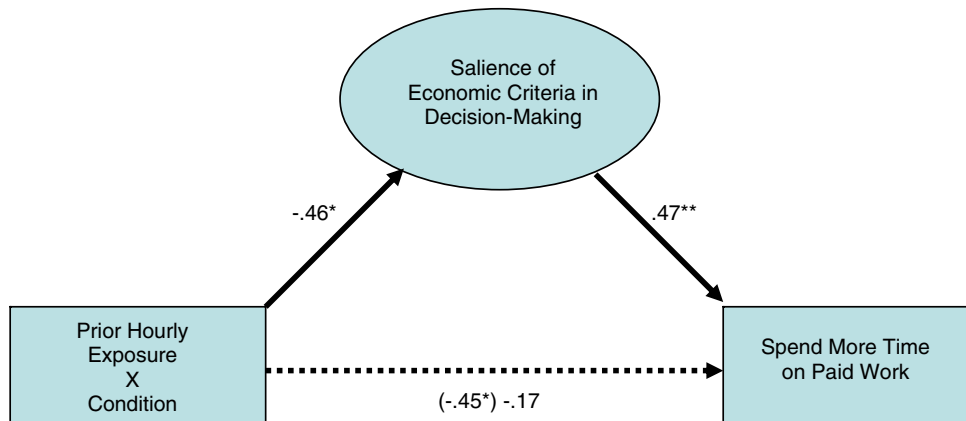 Salience of
Economic Criteria in
Decision-Making
-.46*
.47**
Prior Hourly
Exposure
X
Condition
Spend More Time
on Paid Work
(-.45*) -.17